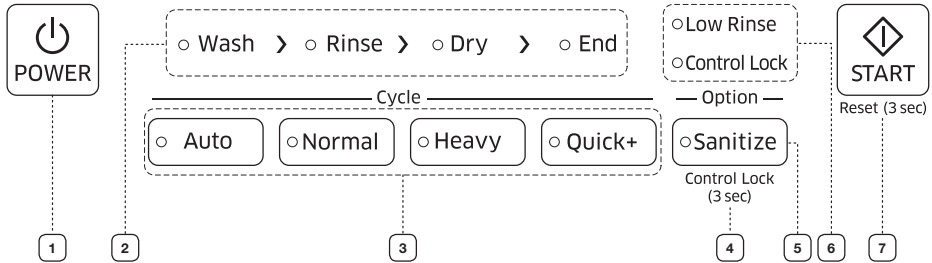 POWER
Wash > Rinse > Dry > End
Low Rinse
Control Lock
START
Reset (3 sec)
Cycle
Option
Auto Normal Heavy Quick+ Sanitize
Control Lock
(3 sec)
1 2 3 4 5 6 7